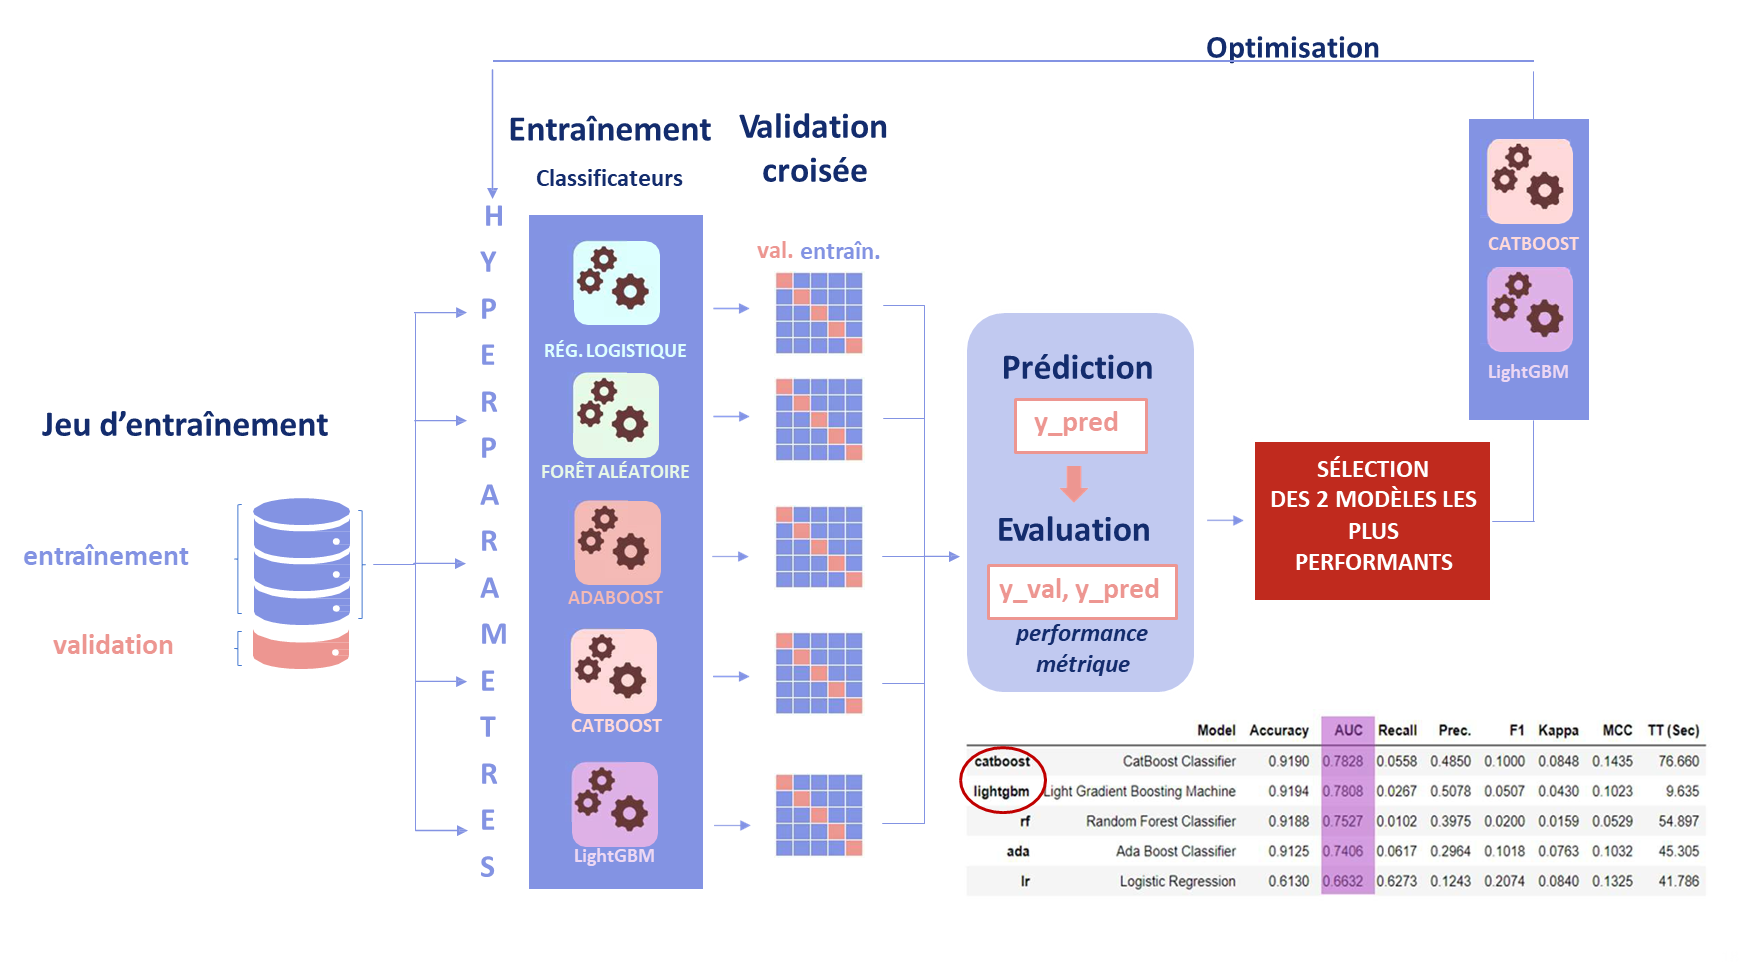 Optimisation
Entraînement
Classificateurs
Validation
croisée
H
Y
P
E
R
P
A
R
A
M
E
T
R
E
S
val. entraîn.
RÉG. LOGISTIQUE
FORÊT ALÉATOIRE
ADABOOST
CATBOOST
LightGBM
Jeu d’entraînement
entraînement
validation
Prédiction
y_pred
Evaluation
y_val, y_pred
performance
métrique
SÉLECTION
DES 2 MODÈLES LES
PLUS
PERFORMANTS
CATBOOST
LightGBM
Model Accuracy AUC Recall Prec. F1 Kappa MCC TT (Sec)
catboost CatBoost Classifier 0.9190 0.7828 0.0558 0.4850 0.1000 0.0848 0.1435 76.660
lightgbm Light Gradient Boosting Machine 0.9194 0.7808 0.0267 0.5078 0.0507 0.0430 0.1023 9.635
rf Random Forest Classifier 0.9188 0.7527 0.0102 0.3975 0.0200 0.0159 0.0529 54.897
ada Ada Boost Classifier 0.9125 0.7406 0.0617 0.2964 0.1018 0.0763 0.1032 45.305
lr Logistic Regression 0.6130 0.6632 0.6273 0.1243 0.2074 0.0840 0.1325 41.786